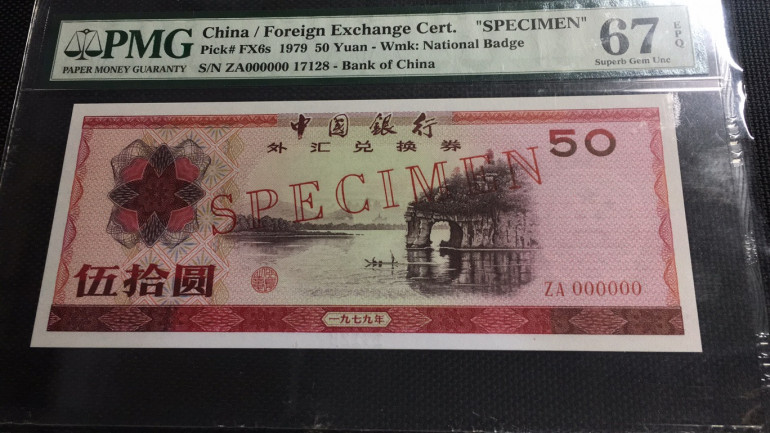 PMG
PAPER MONEY GUARANTY
China / Foreign Exchange Cert. "SPECIMEN"
Pick# FX6s 1979 50 Yuan - Wmk: National Badge
S/N ZA000000 17128 - Bank of China
67 EPQ
Superb Gem Unc
中国銀行
外汇兑换券
50
SPECIMEN
伍拾圆
ZA 000000
一九七九年